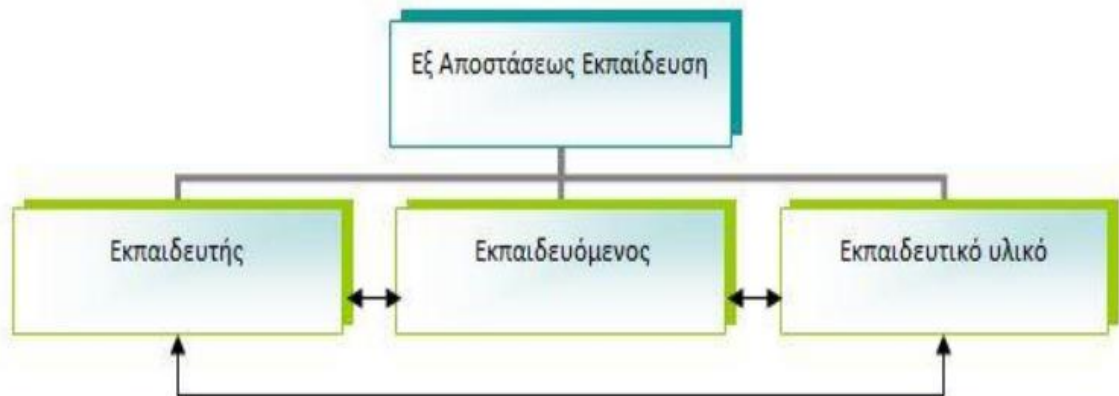 Εξ Αποστάσεως Εκπαίδευση
Εκπαιδευτής
Εκπαιδευόμενος
Εκπαιδευτικό υλικό